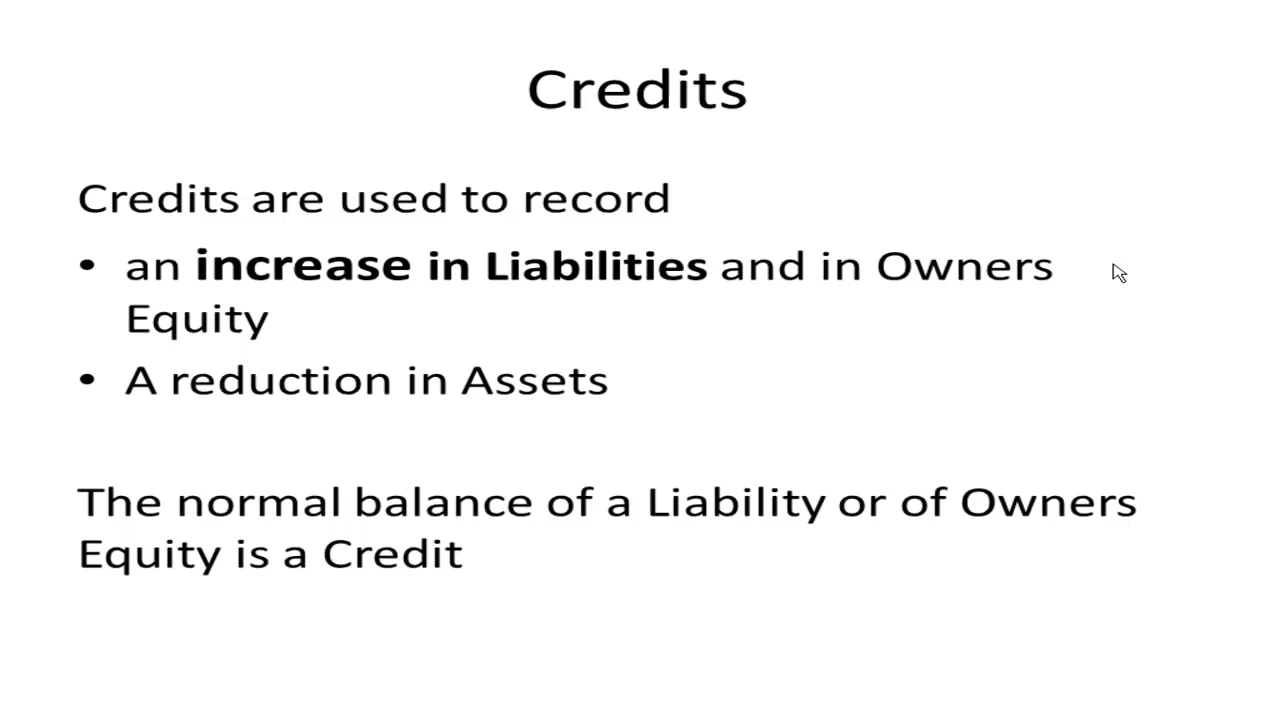 Credits
Credits are used to record
• an increase in Liabilities and in Owners
Equity
• A reduction in Assets
The normal balance of a Liability or of Owners
Equity is a Credit